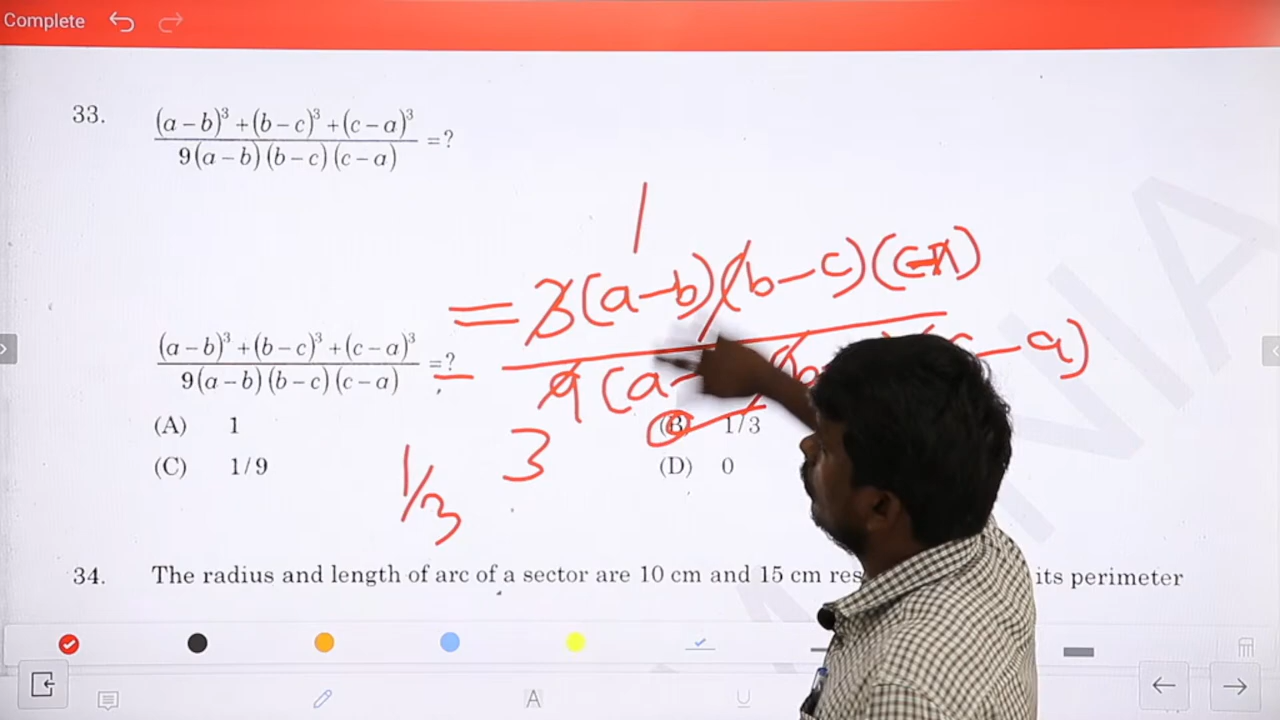 Complete
33.
(a−b)³+(b−c)³+(c−a)³
9(a−b)(b−c)(c−a)
=?
1
=3(a−b)(b−c)(c−a)
9(a−
c−a)
(a−b)³+(b−c)³+(c−a)³
9(a−b)(b−c)(c−a)
=?
(A) 1
(B) 1/3
3
(C) 1/9
(D) 0
1/3
34. The radius and length of arc of a sector are 10 cm and 15 cm its perimeter
A
U